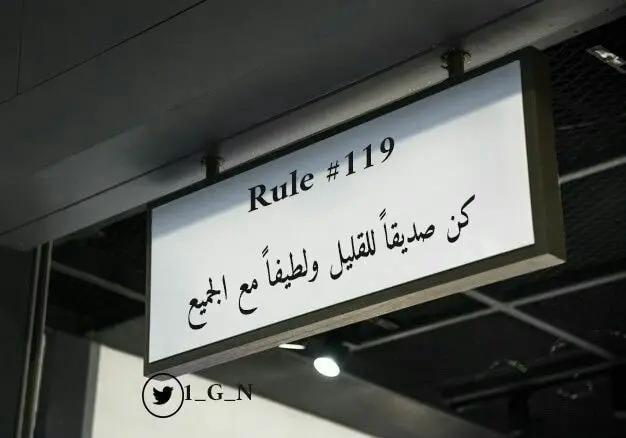 Rule #119
كن صديقاً للقليل ولطيفاً مع الجميع
1_G_N